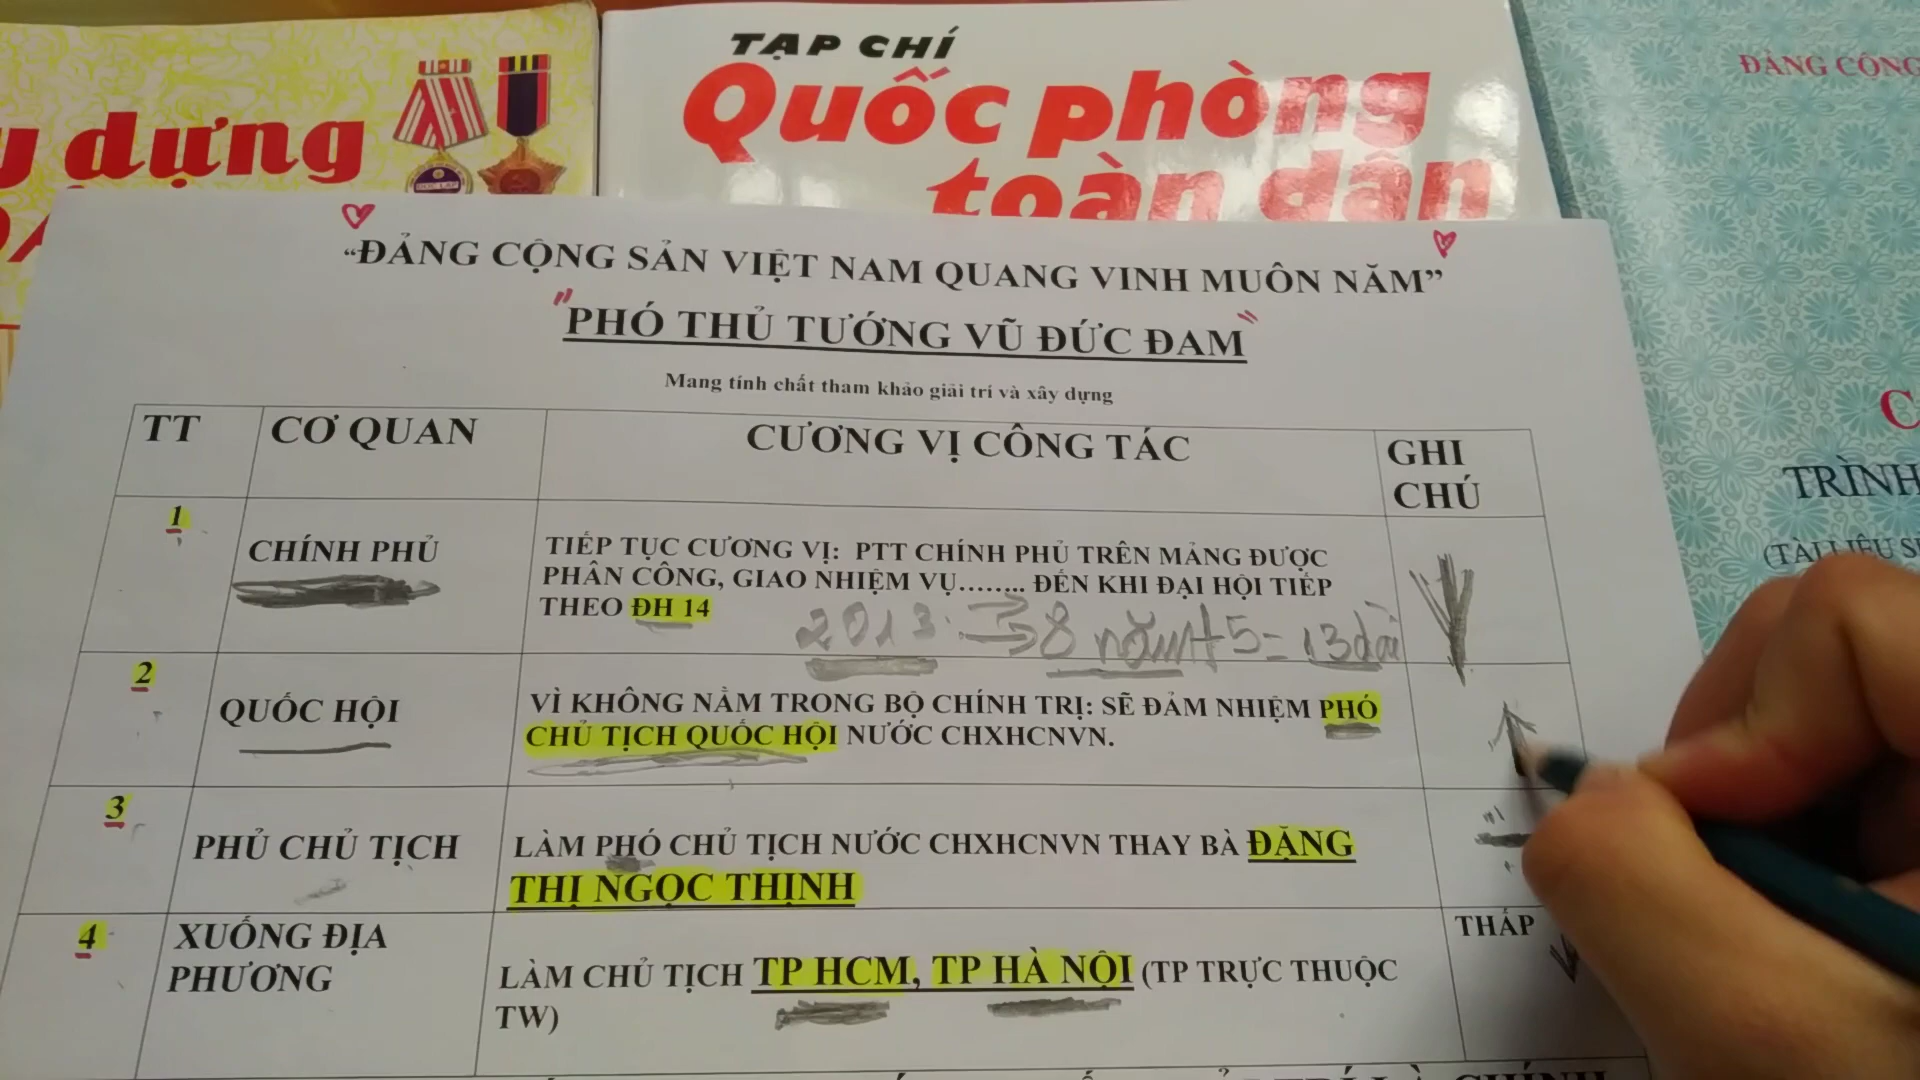 dựng
TẠP CHÍ
Quốc phòng
toàn dân
ĐẢNG CỘNG
TRÌNH
“ĐẢNG CỘNG SẢN VIỆT NAM QUANG VINH MUÔN NĂM”
"PHÓ THỦ TƯỚNG VŨ ĐỨC ĐAM"
Mang tính chất tham khảo giải trí và xây dựng
TT CƠ QUAN CƯƠNG VỊ CÔNG TÁC GHI CHÚ
1
CHÍNH PHỦ
TIẾP TỤC CƯƠNG VỊ: PTT CHÍNH PHỦ TRÊN MẢNG ĐƯỢC
PHÂN CÔNG, GIAO NHIỆM VỤ…….. ĐẾN KHI ĐẠI HỘI TIẾP
THEO ĐH 14
2013 8 năm + 5 = 13
2
QUỐC HỘI
VÌ KHÔNG NẰM TRONG BỘ CHÍNH TRỊ: SẼ ĐẢM NHIỆM PHÓ
CHỦ TỊCH QUỐC HỘI NƯỚC CHXHCNVN.
3
PHỦ CHỦ TỊCH
LÀM PHÓ CHỦ TỊCH NƯỚC CHXHCNVN THAY BÀ ĐẶNG
THỊ NGỌC THỊNH
4
XUỐNG ĐỊA
PHƯƠNG
LÀM CHỦ TỊCH TP HCM, TP HÀ NỘI (TP TRỰC THUỘC
TW)
THẤP